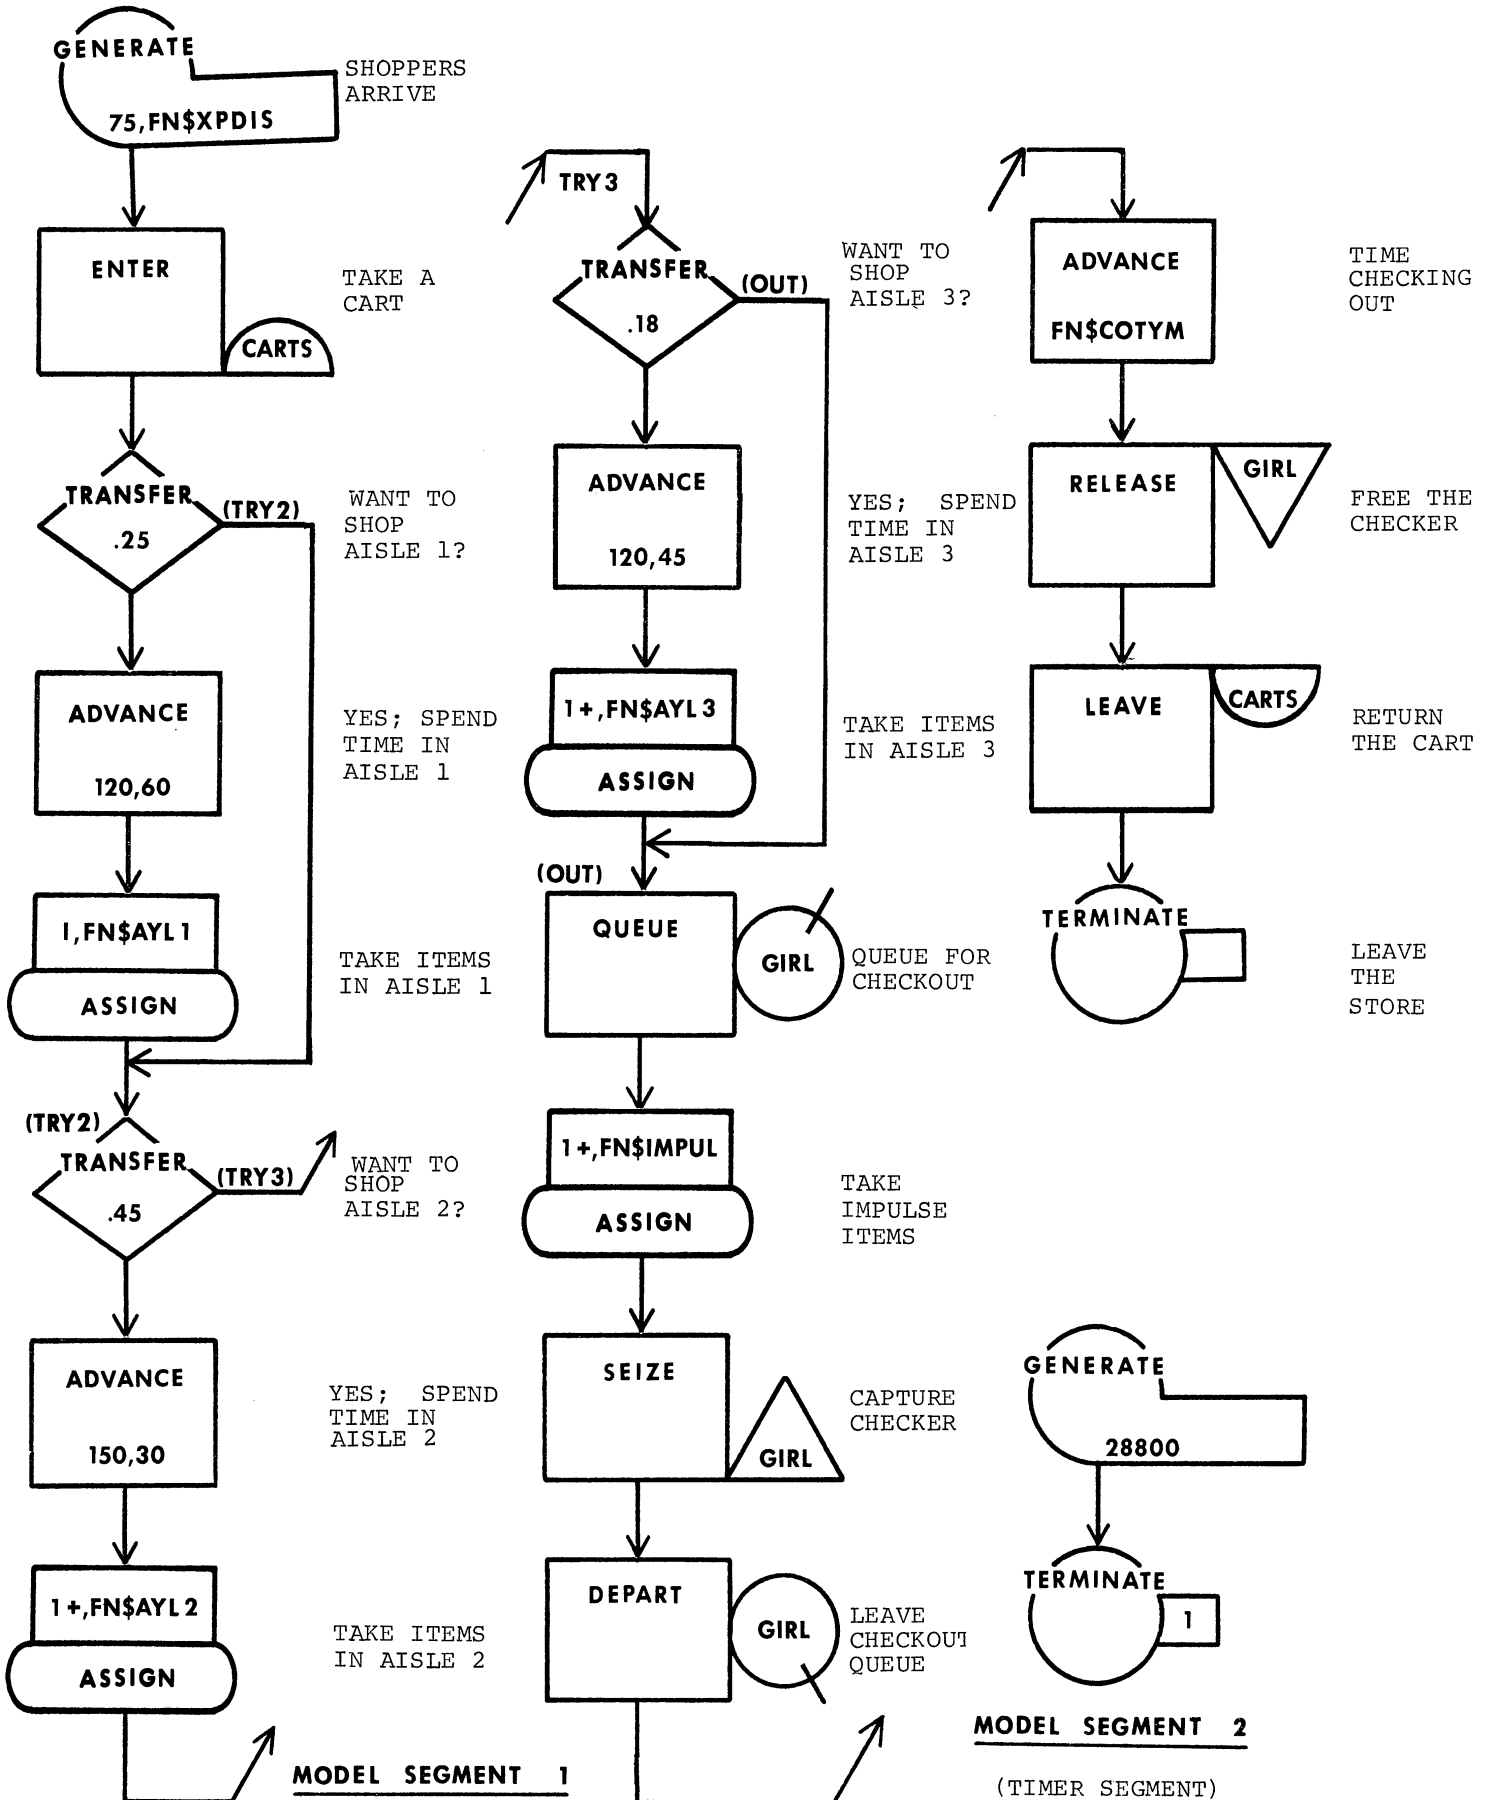 GENERATE
75,FN$XPDIS
SHOPPERS
ARRIVE
ENTER
CARTS
TAKE A
CART
TRANSFER
.25
(TRY2)
WANT TO
SHOP
AISLE 1?
ADVANCE
120,60
YES; SPEND
TIME IN
AISLE 1
1,FN$AYL1
ASSIGN
TAKE ITEMS
IN AISLE 1
(TRY2)
TRANSFER
.45
(TRY3)
WANT TO
SHOP
AISLE 2?
ADVANCE
150,30
YES; SPEND
TIME IN
AISLE 2
1+,FN$AYL2
ASSIGN
TAKE ITEMS
IN AISLE 2
MODEL SEGMENT 1
TRY3
TRANSFER
.18
(OUT)
WANT TO
SHOP
AISLE 3?
ADVANCE
120,45
YES; SPEND
TIME IN
AISLE 3
1+,FN$AYL3
ASSIGN
TAKE ITEMS
IN AISLE 3
(OUT)
QUEUE
GIRL
QUEUE FOR
CHECKOUT
1+,FN$IMPUL
ASSIGN
TAKE
IMPULSE
ITEMS
SEIZE
GIRL
CAPTURE
CHECKER
DEPART
GIRL
LEAVE
CHECKOUT
QUEUE
ADVANCE
FN$COTYM
TIME
CHECKING
OUT
RELEASE
GIRL
FREE THE
CHECKER
LEAVE
CARTS
RETURN
THE CART
TERMINATE
LEAVE
THE
STORE
GENERATE
28800
TERMINATE
1
MODEL SEGMENT 2
(TIMER SEGMENT)